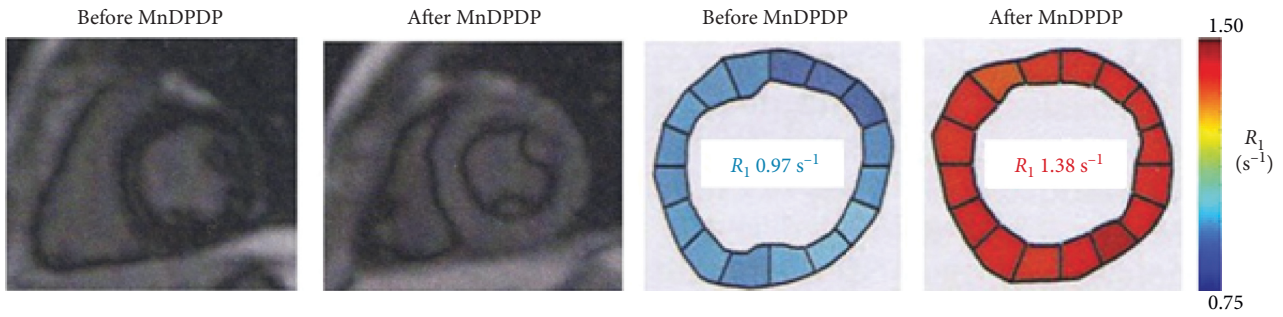 Before MnDPDP
After MnDPDP
Before MnDPDP
After MnDPDP
R₁ 0.97 s⁻¹
R₁ 1.38 s⁻¹
1.50
R₁
(s⁻¹)
0.75